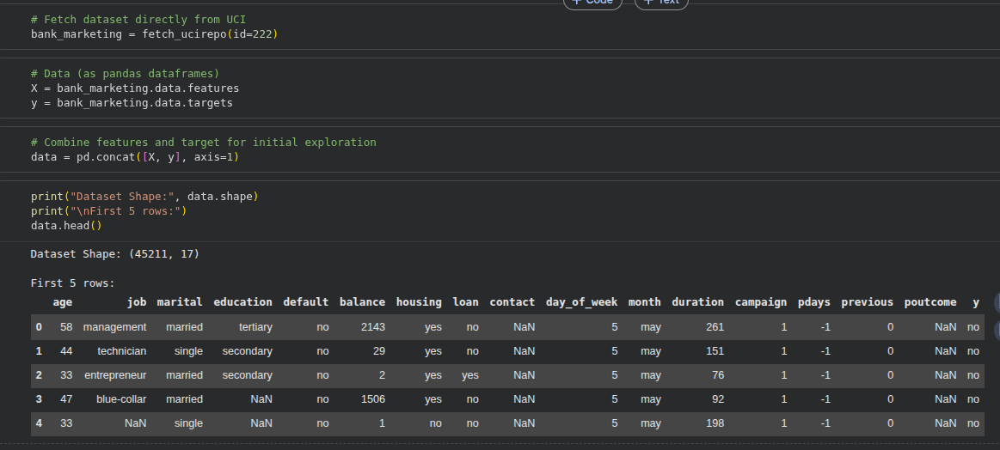 + Code + Text
# Fetch dataset directly from UCI
bank_marketing = fetch_ucirepo(id=222)
# Data (as pandas dataframes)
X = bank_marketing.data.features
y = bank_marketing.data.targets
# Combine features and target for initial exploration
data = pd.concat([X, y], axis=1)
print("Dataset Shape:", data.shape)
print("\nFirst 5 rows:")
data.head()
Dataset Shape: (45211, 17)
First 5 rows:
age job marital education default balance housing loan contact day_of_week month duration campaign pdays previous poutcome y
0 58 management married tertiary no 2143 yes no NaN 5 may 261 1 -1 0 NaN no
1 44 technician single secondary no 29 yes no NaN 5 may 151 1 -1 0 NaN no
2 33 entrepreneur married secondary no 2 yes yes NaN 5 may 76 1 -1 0 NaN no
3 47 blue-collar married NaN no 1506 yes no NaN 5 may 92 1 -1 0 NaN no
4 33 NaN single NaN no 1 no no NaN 5 may 198 1 -1 0 NaN no